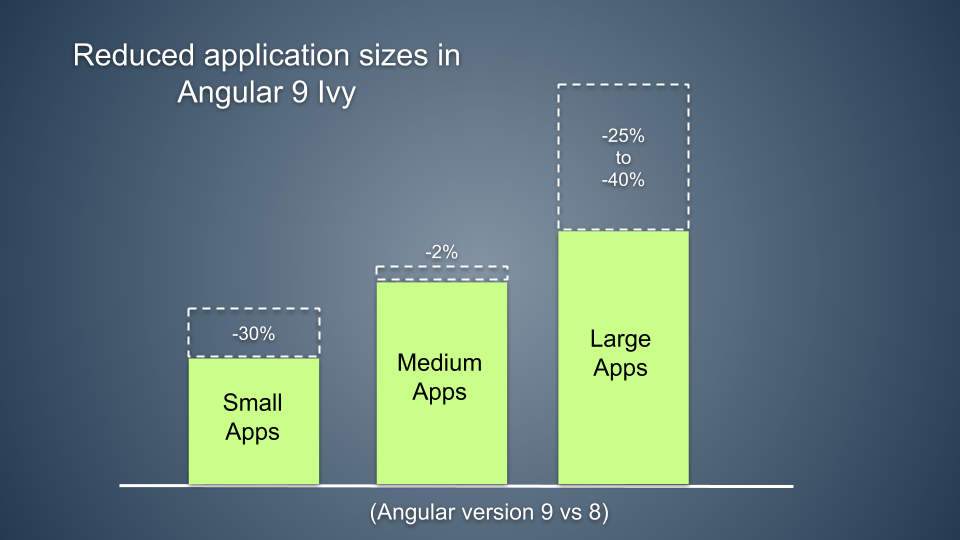 Reduced application sizes in
Angular 9 Ivy
-25%
to
-40%
-2%
-30%
Small
Apps
Medium
Apps
Large
Apps
(Angular version 9 vs 8)